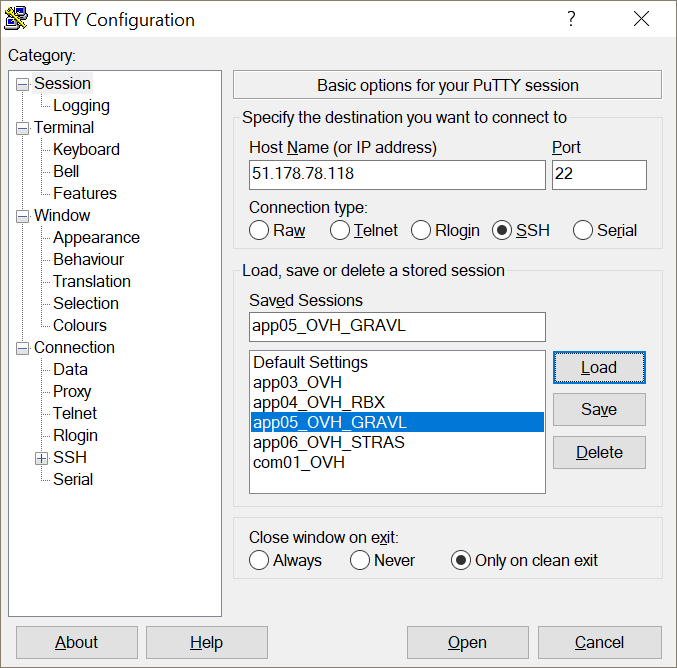 PuTTY Configuration
?
Category:
Session
Logging
Terminal
Keyboard
Bell
Features
Window
Appearance
Behaviour
Translation
Selection
Colours
Connection
Data
Proxy
Telnet
Rlogin
SSH
Serial
Basic options for your PuTTY session
Specify the destination you want to connect to
Host Name (or IP address) Port
51.178.78.118 22
Connection type:
Raw Telnet Rlogin SSH Serial
Load, save or delete a stored session
Saved Sessions
app05_OVH_GRAVL
Default Settings
app03_OVH
app04_OVH_RBX
app05_OVH_GRAVL
app06_OVH_STRAS
com01_OVH
Load
Save
Delete
Close window on exit:
Always Never Only on clean exit
About Help Open Cancel